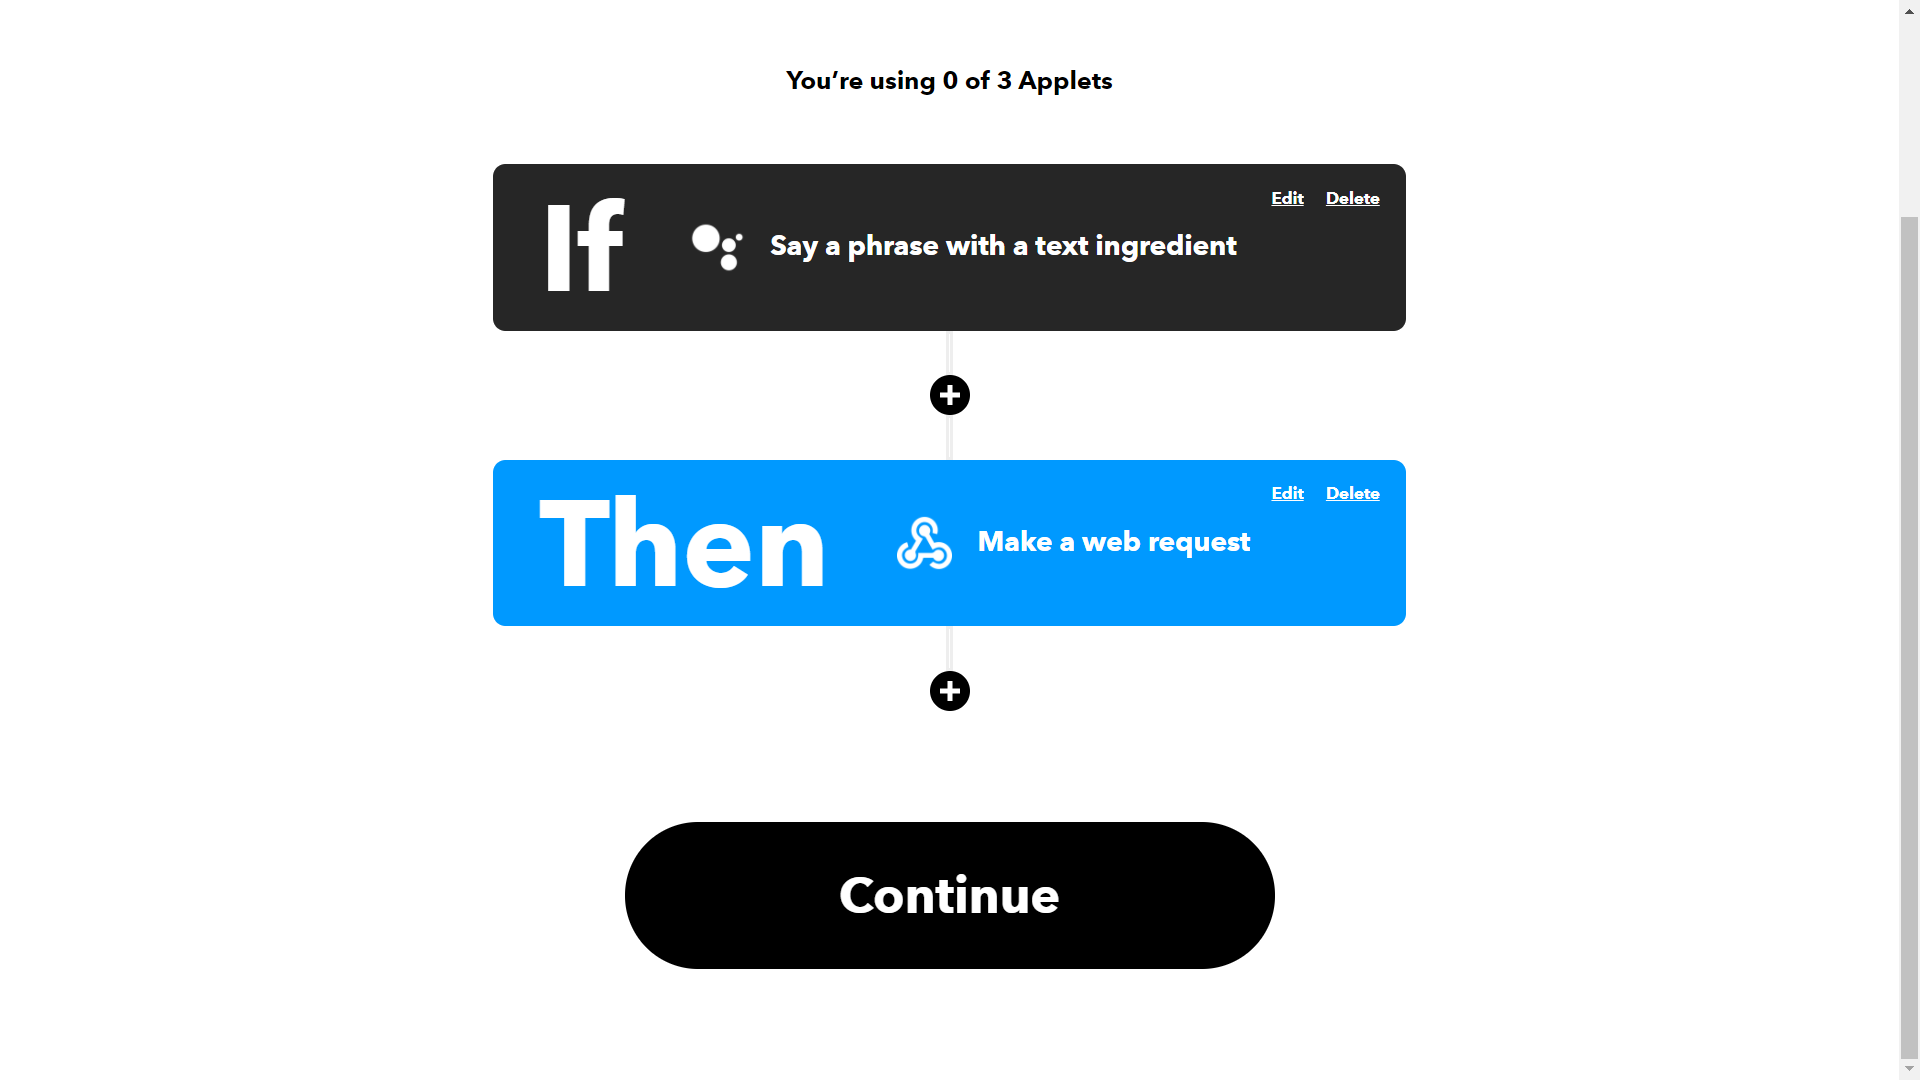 You’re using 0 of 3 Applets
Edit Delete
If Say a phrase with a text ingredient
Edit Delete
Then Make a web request
Continue